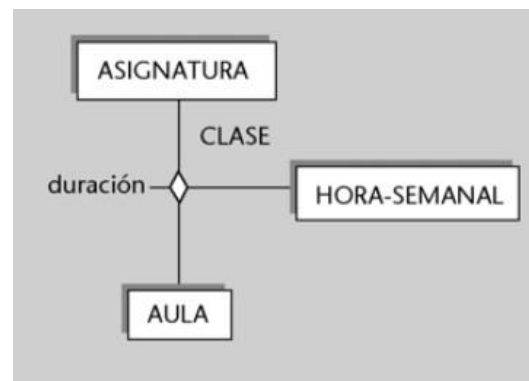 ASIGNATURA
CLASE
duración
HORA-SEMANAL
AULA